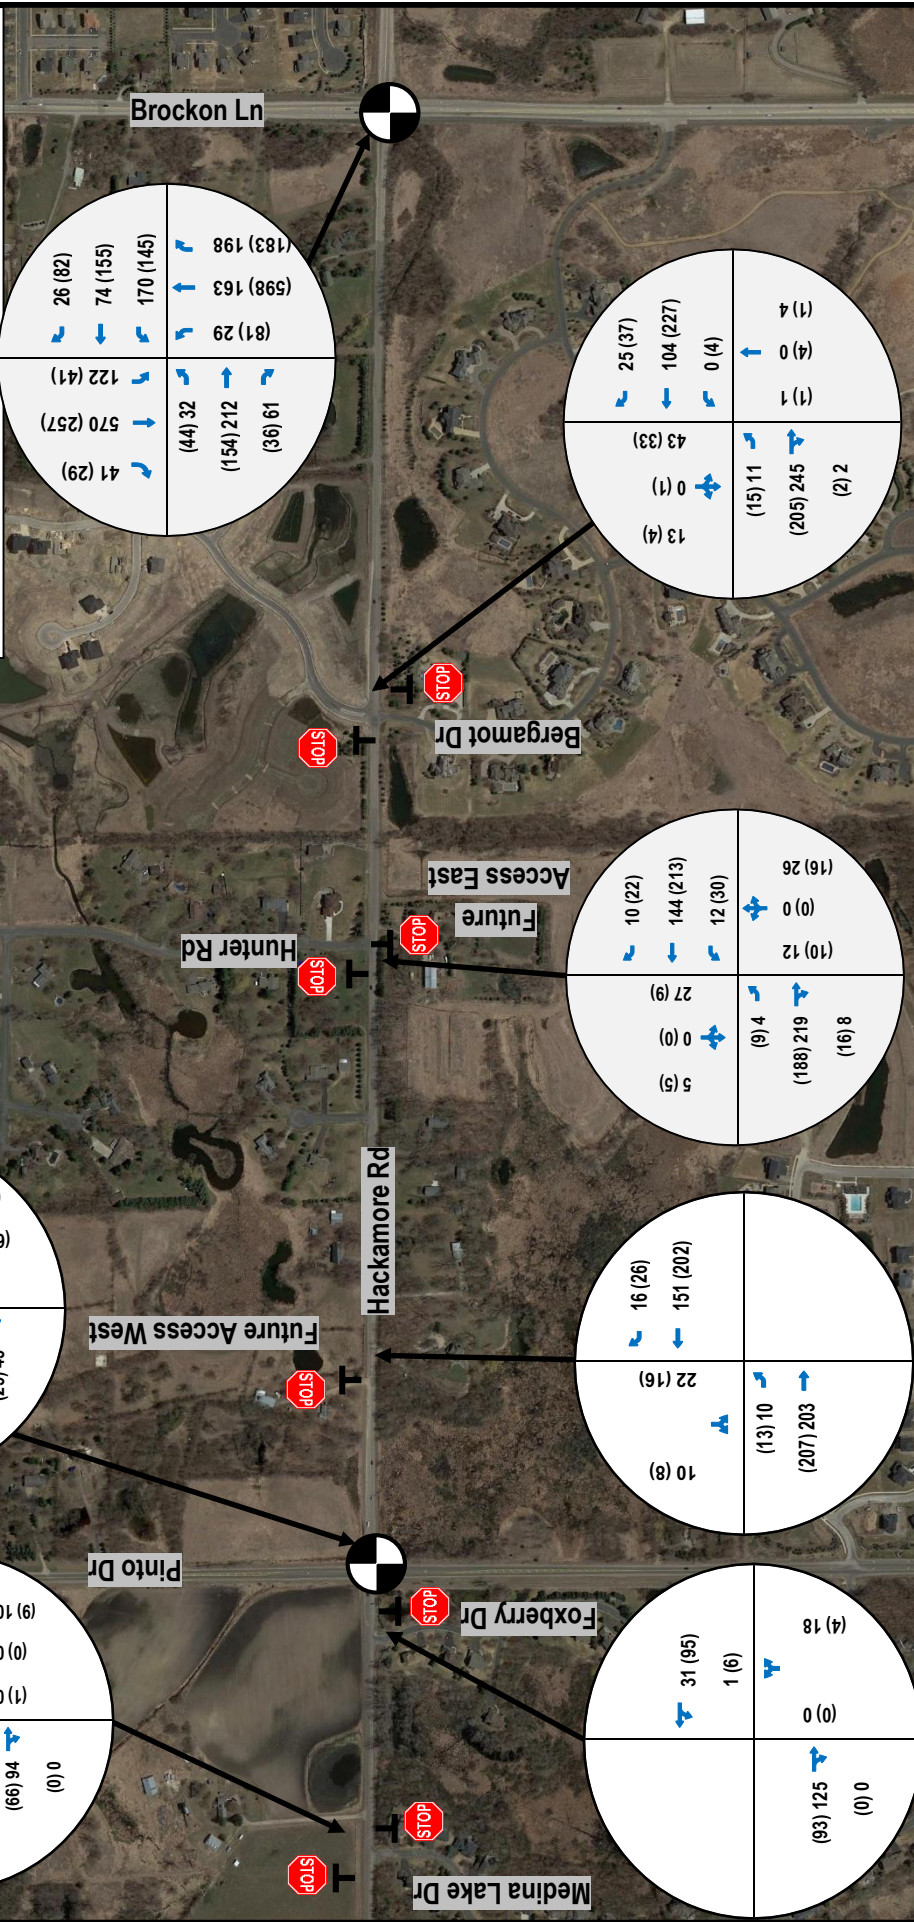 Brockon Ln
26 (82)
74 (155)
170 (145)
(183) 198
(598) 163
(81) 29
122 (41)
570 (257)
41 (29)
(44) 32
(154) 212
(36) 61
25 (37)
104 (227)
0 (4)
(1) 4
(4) 0
(1) 1
43 (33)
0 (1)
13 (4)
(15) 11
(205) 245
(2) 2
STOP
STOP
Bergamot Dr
Future
Access East
Hunter Rd
STOP
STOP
10 (22)
144 (213)
12 (30)
(16) 26
(0) 0
(10) 12
27 (9)
0 (0)
5 (5)
(9) 4
(188) 219
(16) 8
Hackamore Rd
Future Access West
STOP
16 (26)
151 (202)
22 (16)
10 (8)
(13) 10
(207) 203
Pinto Dr
STOP
Foxberry Dr
31 (95)
1 (6)
(4) 18
(0) 0
(93) 125
(0) 0
(0) 0
(1) 0
(66) 94
(0) 0
STOP
STOP
Medina Lake Dr